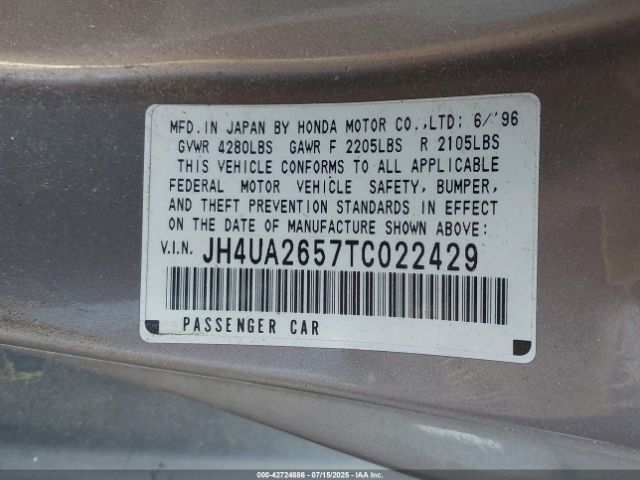 MFD. IN JAPAN BY HONDA MOTOR CO.,LTD; 6/'96
GVWR 4280LBS GAWR F 2205LBS R 2105LBS
THIS VEHICLE CONFORMS TO ALL APPLICABLE
FEDERAL MOTOR VEHICLE SAFETY, BUMPER,
AND THEFT PREVENTION STANDARDS IN EFFECT
ON THE DATE OF MANUFACTURE SHOWN ABOVE:
V.I.N. JH4UA2657TC022429
PASSENGER CAR
000-42724886 - 07/15/2025 - IAAI.COM